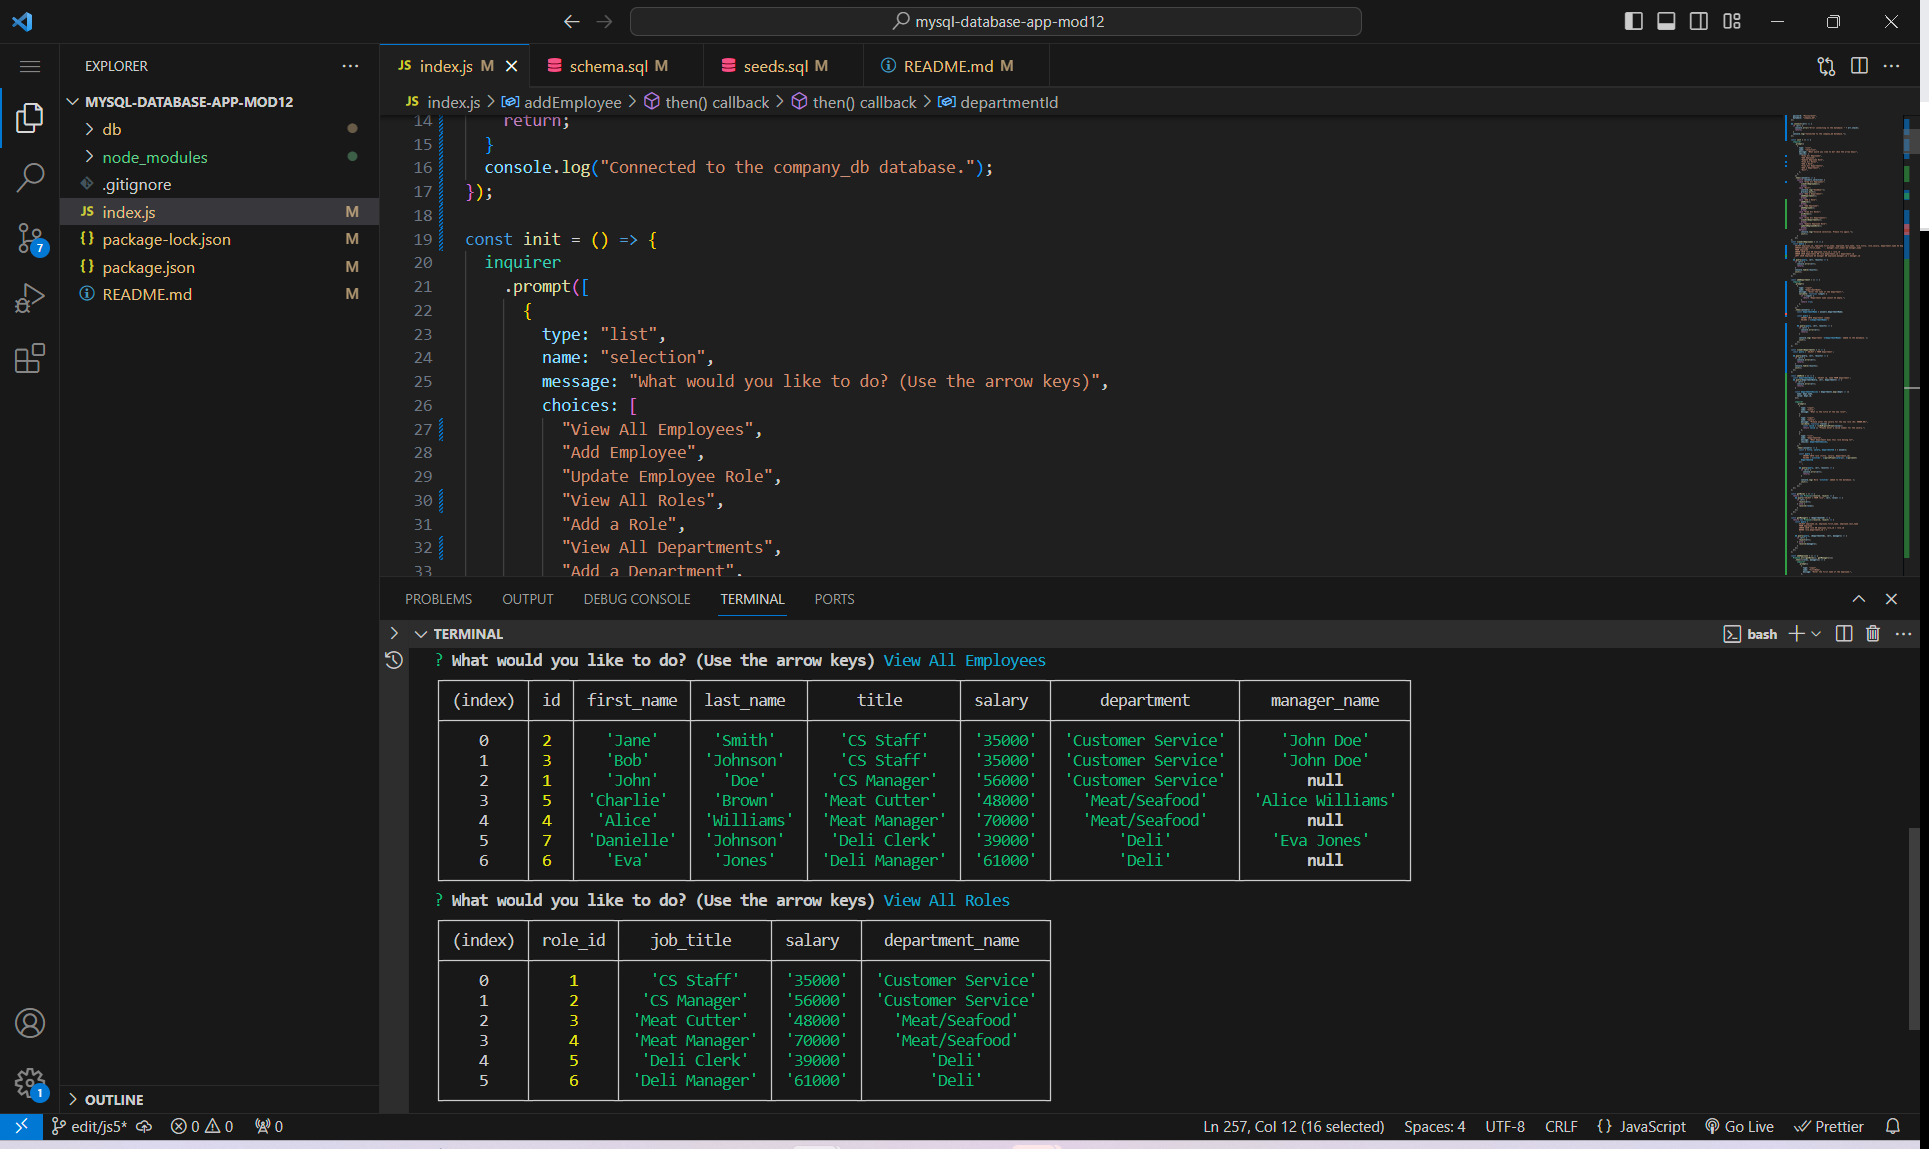 mysql-database-app-mod12
EXPLORER
MYSQL-DATABASE-APP-MOD12
db
node_modules
.gitignore
JS index.js M
{} package-lock.json M
{} package.json M
README.md M
7
1
OUTLINE
JS index.js M
schema.sql M
seeds.sql M
README.md M
JS index.js > addEmployee > then() callback > then() callback > departmentId
14 return;
15 }
16 console.log("Connected to the company_db database.");
17 });
18
19 const init = () => {
20 inquirer
21 .prompt([
22 {
23 type: "list",
24 name: "selection",
25 message: "What would you like to do? (Use the arrow keys)",
26 choices: [
27 "View All Employees",
28 "Add Employee",
29 "Update Employee Role",
30 "View All Roles",
31 "Add a Role",
32 "View All Departments",
33 "Add a Department",
PROBLEMS OUTPUT DEBUG CONSOLE TERMINAL PORTS
TERMINAL
bash
? What would you like to do? (Use the arrow keys) View All Employees
(index) id first_name last_name title salary department manager_name
0 2 'Jane' 'Smith' 'CS Staff' '35000' 'Customer Service' 'John Doe'
1 3 'Bob' 'Johnson' 'CS Staff' '35000' 'Customer Service' 'John Doe'
2 1 'John' 'Doe' 'CS Manager' '56000' 'Customer Service' null
3 5 'Charlie' 'Brown' 'Meat Cutter' '48000' 'Meat/Seafood' 'Alice Williams'
4 4 'Alice' 'Williams' 'Meat Manager' '70000' 'Meat/Seafood' null
5 7 'Danielle' 'Johnson' 'Deli Clerk' '39000' 'Deli' 'Eva Jones'
6 6 'Eva' 'Jones' 'Deli Manager' '61000' 'Deli' null
? What would you like to do? (Use the arrow keys) View All Roles
(index) role_id job_title salary department_name
0 1 'CS Staff' '35000' 'Customer Service'
1 2 'CS Manager' '56000' 'Customer Service'
2 3 'Meat Cutter' '48000' 'Meat/Seafood'
3 4 'Meat Manager' '70000' 'Meat/Seafood'
4 5 'Deli Clerk' '39000' 'Deli'
5 6 'Deli Manager' '61000' 'Deli'
edit/js5* 0 0 0 Ln 257, Col 12 (16 selected) Spaces: 4 UTF-8 CRLF {} JavaScript Go Live Prettier